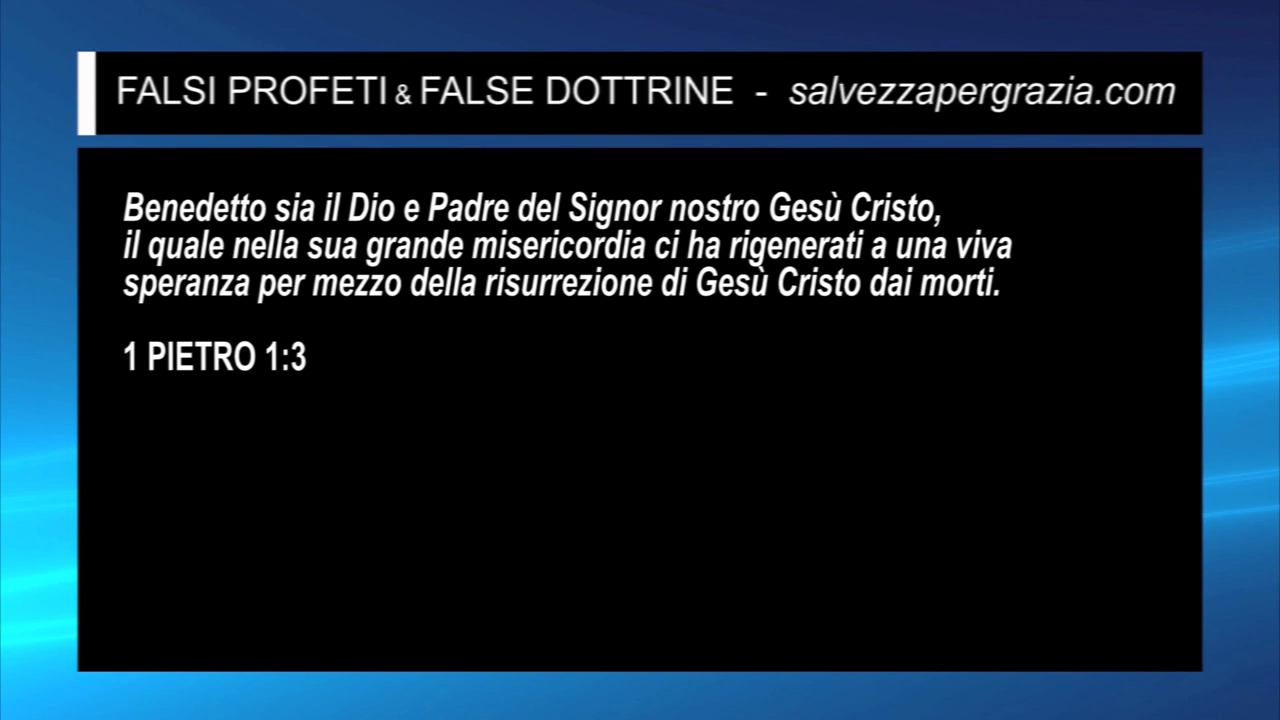 FALSI PROFETI & FALSE DOTTRINE - salvezzapergrazia.com
Benedetto sia il Dio e Padre del Signor nostro Gesù Cristo,
il quale nella sua grande misericordia ci ha rigenerati a una viva
speranza per mezzo della risurrezione di Gesù Cristo dai morti.
1 PIETRO 1:3